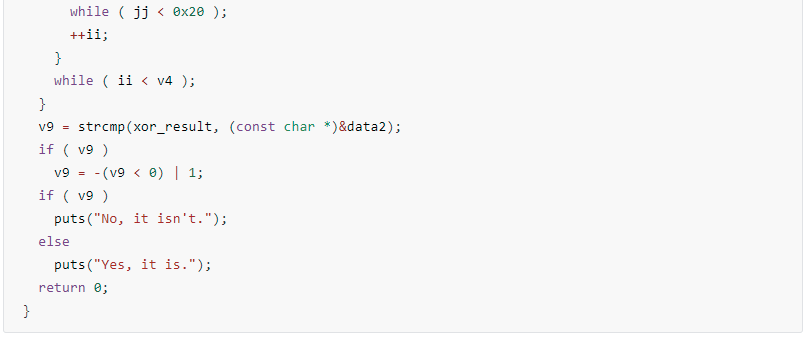 while ( jj < 0x20 );
++ii;
}
while ( ii < v4 );
}
v9 = strcmp(xor_result, (const char *)&data2);
if ( v9 )
v9 = -(v9 < 0) | 1;
if ( v9 )
puts("No, it isn't.");
else
puts("Yes, it is.");
return 0;
}